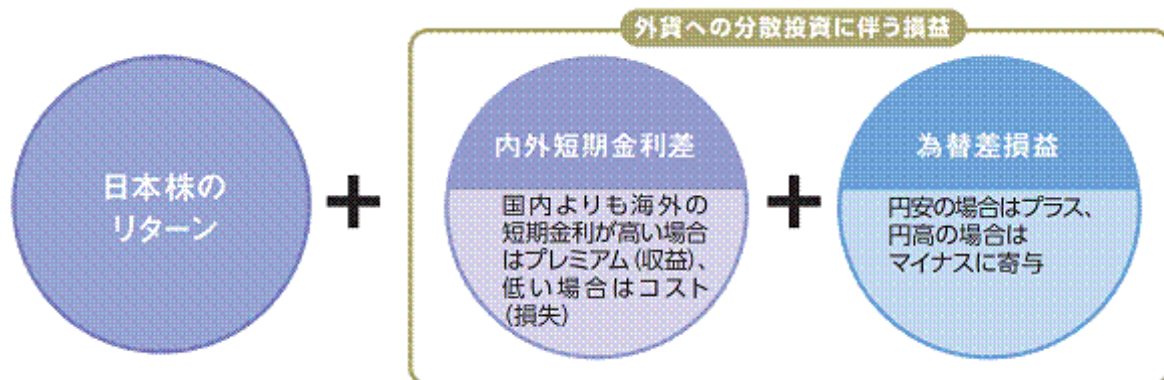 外貨への分散投資に伴う損益
日本株の
リターン
+
内外短期金利差
国内よりも海外の
短期金利が高い場合
はプレミアム(収益)、
低い場合はコスト
(損失)
+
為替差損益
円安の場合はプラス、
円高の場合は
マイナスに寄与